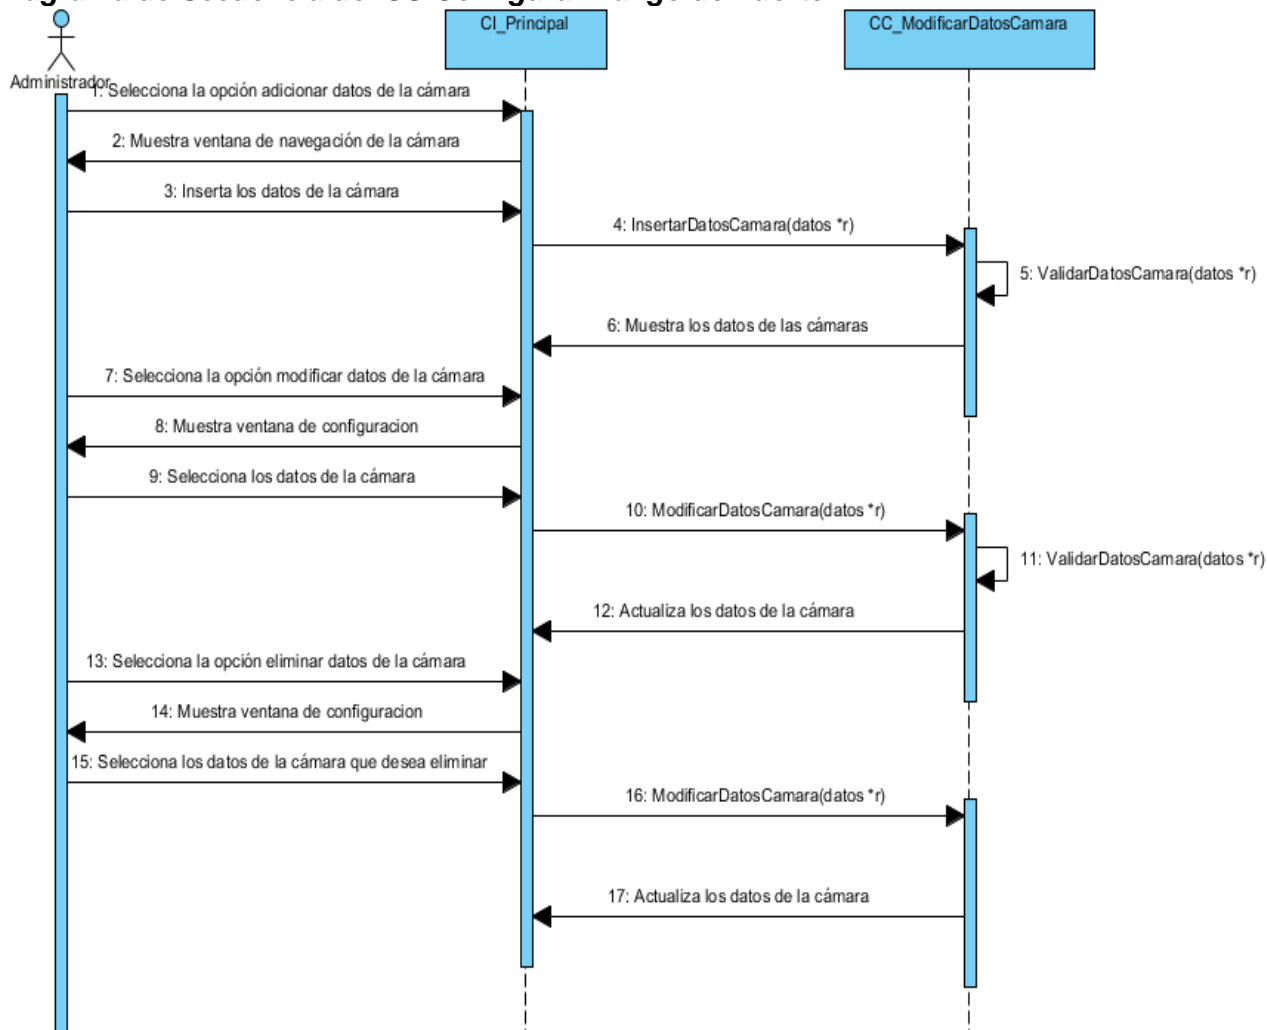 CI_Principal
CC_ModificarDatosCamara
Administrador
1: Selecciona la opción adicionar datos de la cámara
2: Muestra ventana de navegación de la cámara
3: Inserta los datos de la cámara
4: InsertarDatosCamara(datos *r)
5: ValidarDatosCamara(datos *r)
6: Muestra los datos de las cámaras
7: Selecciona la opción modificar datos de la cámara
8: Muestra ventana de configuracion
9: Selecciona los datos de la cámara
10: ModificarDatosCamara(datos *r)
11: ValidarDatosCamara(datos *r)
12: Actualiza los datos de la cámara
13: Selecciona la opción eliminar datos de la cámara
14: Muestra ventana de configuracion
15: Selecciona los datos de la cámara que desea eliminar
16: ModificarDatosCamara(datos *r)
17: Actualiza los datos de la cámara